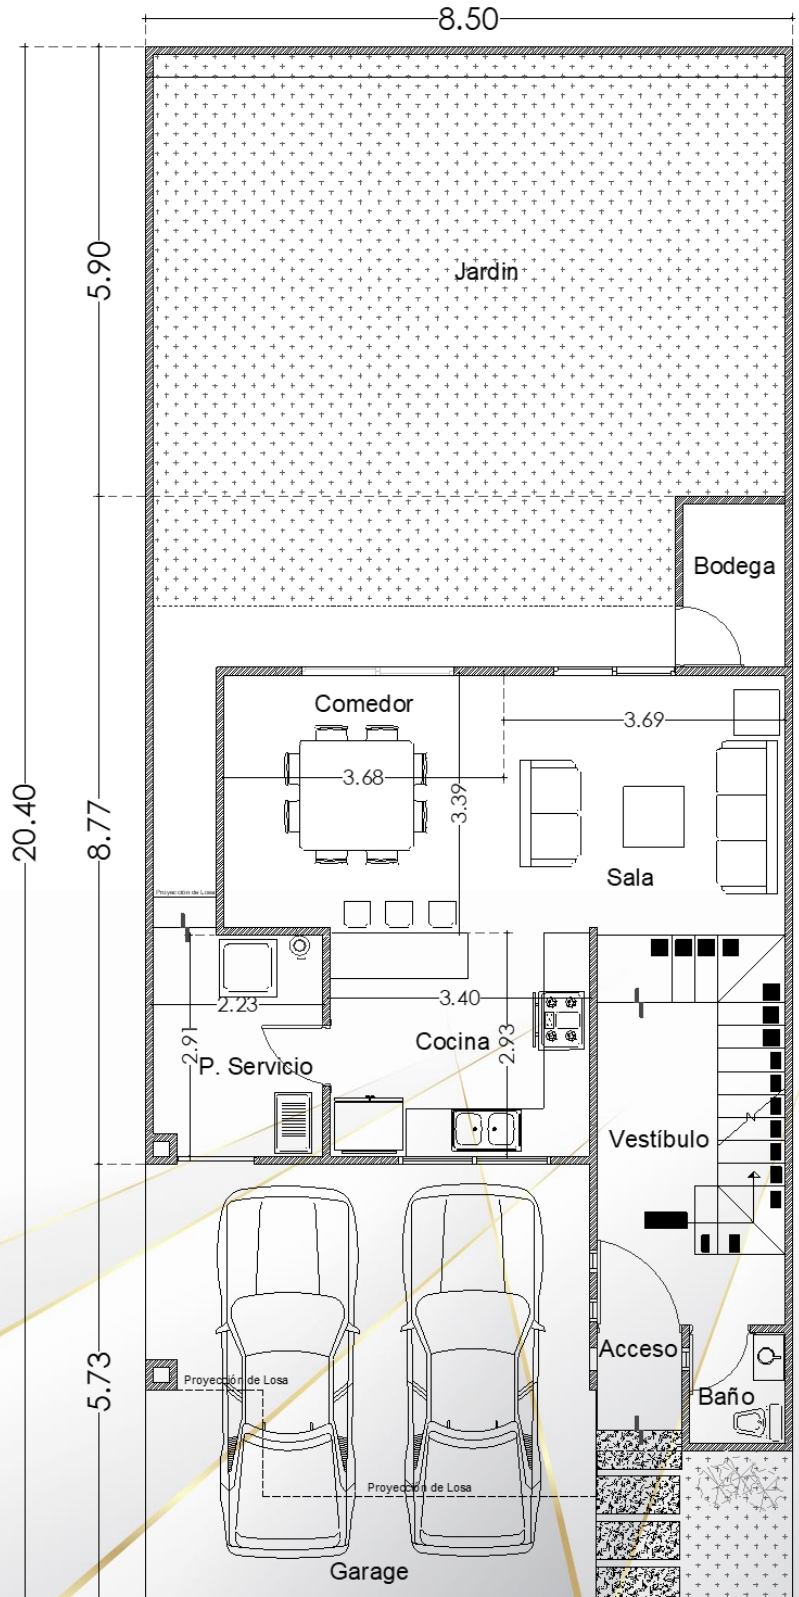 8.50
5.90
Jardin
Bodega
Comedor
3.69
3.68
3.39
20.40
8.77
Sala
Proyección de Losa
2.23
3.40
2.91
2.93
Cocina
P. Servicio
Vestíbulo
N
5.73
Acceso
Proyección de Losa
Baño
Proyección de Losa
Garage